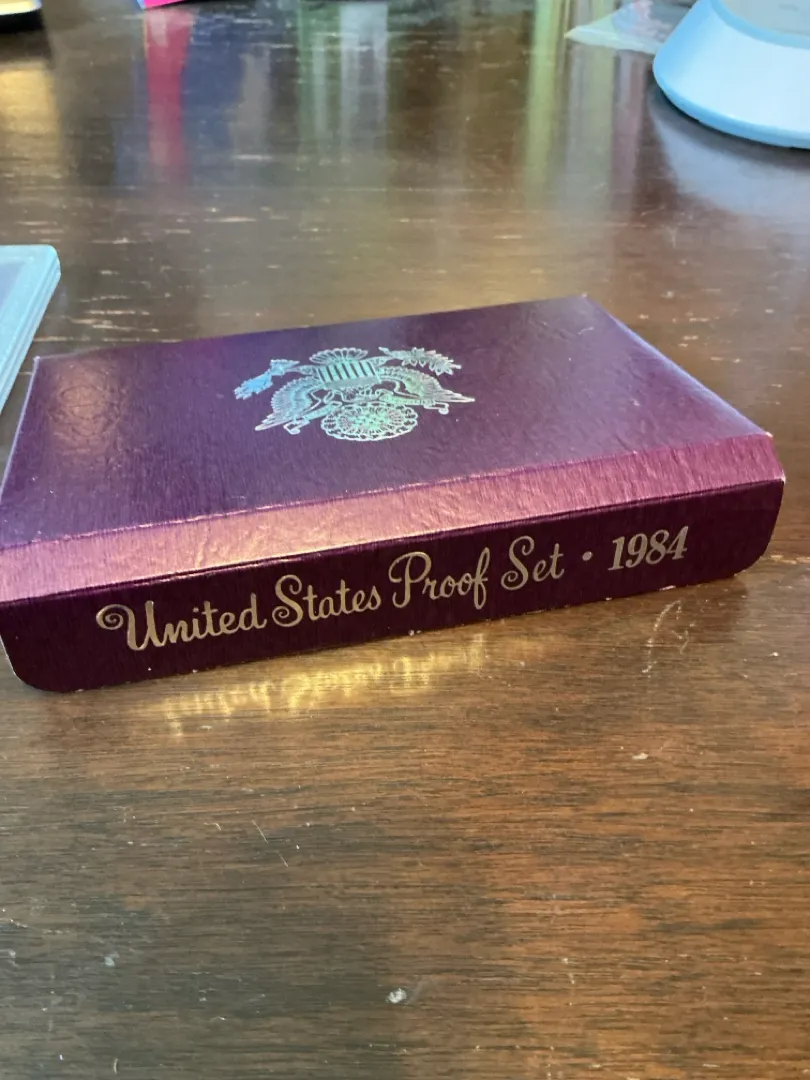 United States Proof Set • 1984